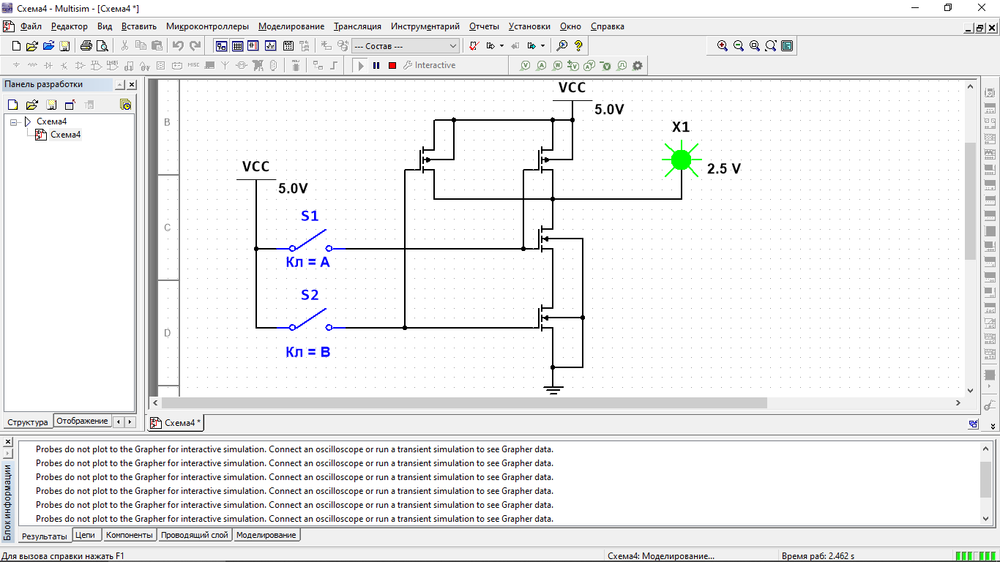 Схема4 - Multisim - [Схема4 *]
Файл Редактор Вид Вставить Микроконтроллеры Моделирование Трансляция Инструментарий Отчеты Установки Окно Справка
--- Состав ---
Interactive
Панель разработки
Схема4
Схема4
Структура Отображение
B
C
D
VCC
5.0V
X1
2.5 V
VCC
5.0V
S1
Кл = A
S2
Кл = B
Схема4 *
Probes do not plot to the Grapher for interactive simulation. Connect an oscilloscope or run a transient simulation to see Grapher data.
Probes do not plot to the Grapher for interactive simulation. Connect an oscilloscope or run a transient simulation to see Grapher data.
Probes do not plot to the Grapher for interactive simulation. Connect an oscilloscope or run a transient simulation to see Grapher data.
Probes do not plot to the Grapher for interactive simulation. Connect an oscilloscope or run a transient simulation to see Grapher data.
Probes do not plot to the Grapher for interactive simulation. Connect an oscilloscope or run a transient simulation to see Grapher data.
Probes do not plot to the Grapher for interactive simulation. Connect an oscilloscope or run a transient simulation to see Grapher data.
Блок информации
Результаты Цепи Компоненты Проводящий слой Моделирование
Для вызова справки нажать F1
Схема4: Моделирование...
Время раб: 2.462 s